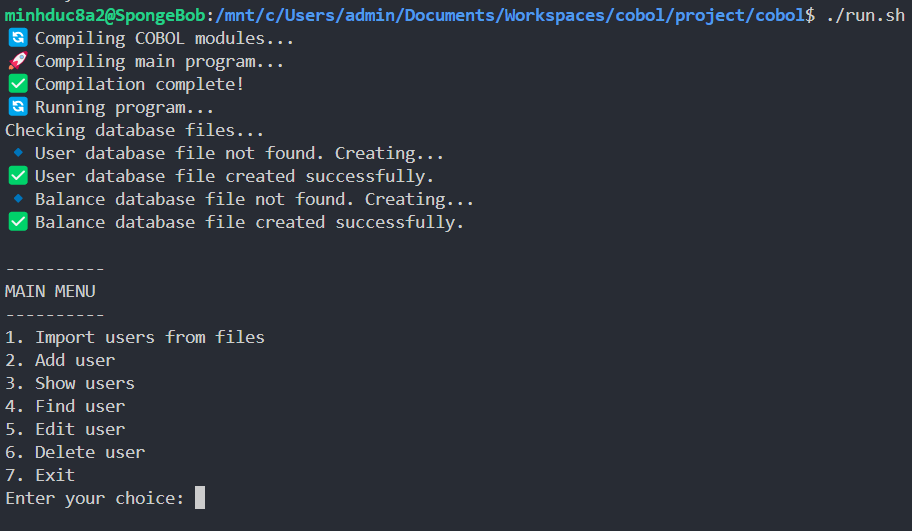 minhduc8a2@SpongeBob:/mnt/c/Users/admin/Documents/Workspaces/cobol/project/cobol$ ./run.sh
🔄 Compiling COBOL modules...
🚀 Compiling main program...
✅ Compilation complete!
🔄 Running program...
Checking database files...
🔹 User database file not found. Creating...
✅ User database file created successfully.
🔹 Balance database file not found. Creating...
✅ Balance database file created successfully.
----------
MAIN MENU
----------
1. Import users from files
2. Add user
3. Show users
4. Find user
5. Edit user
6. Delete user
7. Exit
Enter your choice: